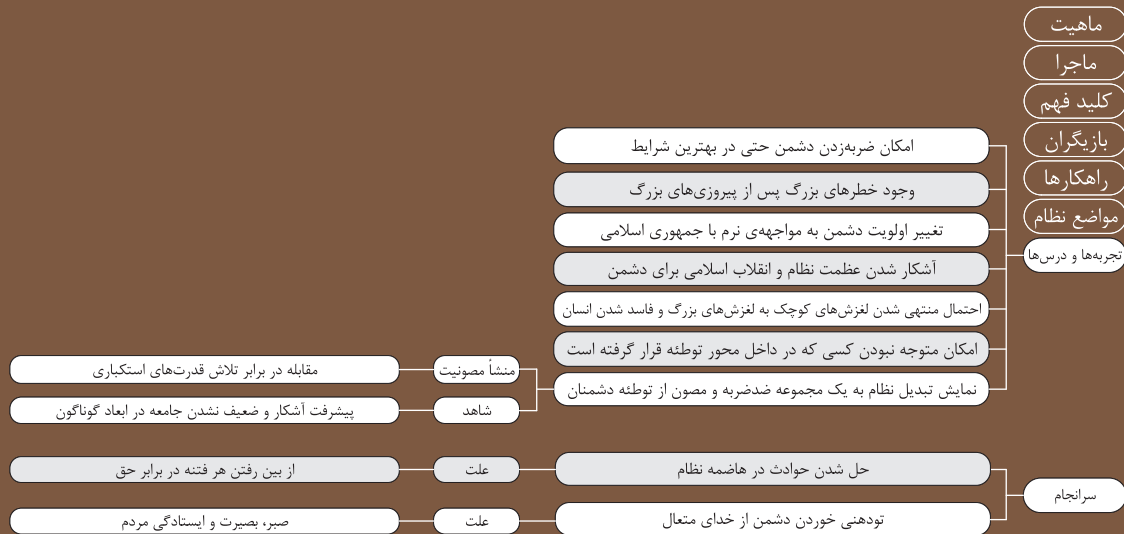 ماهیت
ماجرا
کلید فهم
بازیگران
راهکارها
مواضع نظام
تجربه‌ها و درس‌ها
امکان ضربه‌زدن دشمن حتی در بهترین شرایط
وجود خطرهای بزرگ پس از پیروزی‌های بزرگ
تغییر اولویت دشمن به مواجهه‌ی نرم با جمهوری اسلامی
آشکار شدن عظمت نظام و انقلاب اسلامی برای دشمن
احتمال منتهی شدن لغزش‌های کوچک به لغزش‌های بزرگ و فاسد شدن انسان
امکان متوجه نبودن کسی که در داخل محور توطئه قرار گرفته است
نمایش تبدیل نظام به یک مجموعه ضدضربه و مصون از توطئه دشمنان
منشأ مصونیت
مقابله در برابر تلاش قدرت‌های استکباری
شاهد
پیشرفت آشکار و ضعیف نشدن جامعه در ابعاد گوناگون
سرانجام
حل شدن حوادث در هاضمه نظام
علت
از بین رفتن هر فتنه در برابر حق
تودهنی خوردن دشمن از خدای متعال
علت
صبر، بصیرت و ایستادگی مردم